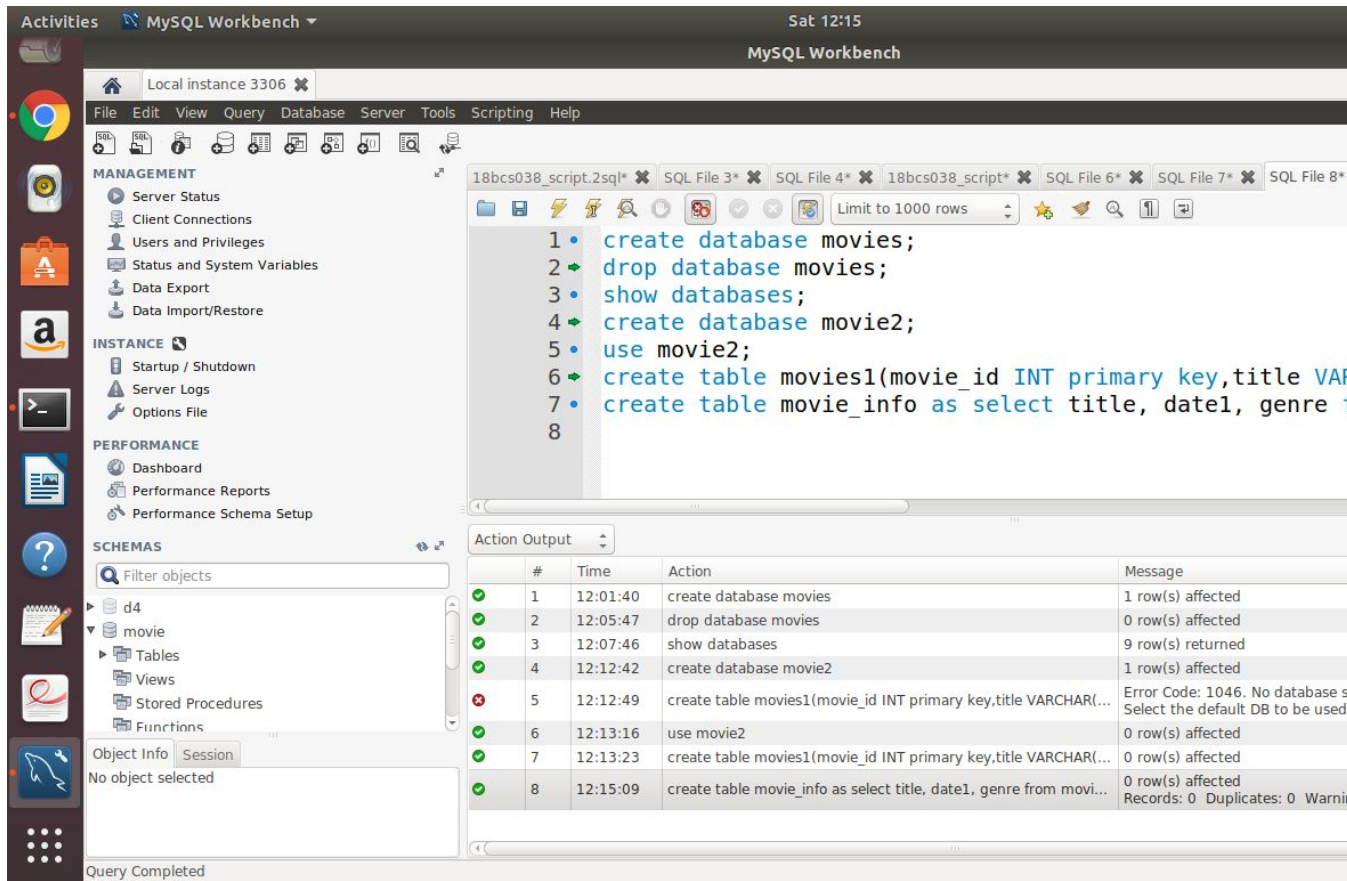 Activities MySQL Workbench Sat 12:15
MySQL Workbench
Local instance 3306
File Edit View Query Database Server Tools Scripting Help
MANAGEMENT
Server Status
Client Connections
Users and Privileges
Status and System Variables
Data Export
Data Import/Restore
INSTANCE
Startup / Shutdown
Server Logs
Options File
PERFORMANCE
Dashboard
Performance Reports
Performance Schema Setup
SCHEMAS
Filter objects
d4
movie
Tables
Views
Stored Procedures
Functions
Object Info Session
No object selected
18bcs038_script.2sql* SQL File 3* SQL File 4* 18bcs038_script* SQL File 6* SQL File 7* SQL File 8*
Limit to 1000 rows
1 create database movies;
2 drop database movies;
3 show databases;
4 create database movie2;
5 use movie2;
6 create table movies1(movie_id INT primary key,title
7 create table movie_info as select title, date1, genre
8
Action Output
# Time Action Message
1 12:01:40 create database movies 1 row(s) affected
2 12:05:47 drop database movies 0 row(s) affected
3 12:07:46 show databases 9 row(s) returned
4 12:12:42 create database movie2 1 row(s) affected
5 12:12:49 create table movies1(movie_id INT primary key,title VARCHAR(... Error Code: 1046. No database
Select the default DB to be used
6 12:13:16 use movie2 0 row(s) affected
7 12:13:23 create table movies1(movie_id INT primary key,title VARCHAR(... 0 row(s) affected
8 12:15:09 create table movie_info as select title, date1, genre from movi... 0 row(s) affected
Records: 0 Duplicates: 0
Query Completed